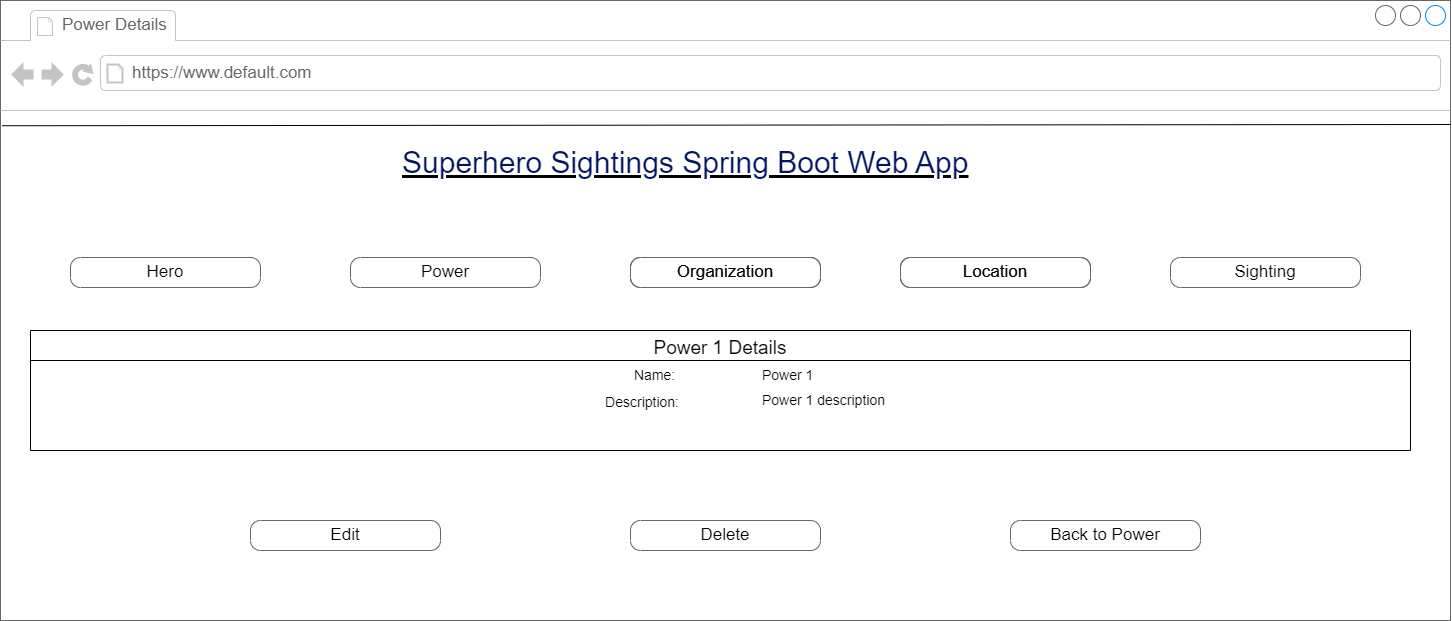 Power Details
https://www.default.com
Superhero Sightings Spring Boot Web App
Hero Power Organization Location Sighting
Power 1 Details
Name: Power 1
Description: Power 1 description
Edit Delete Back to Power